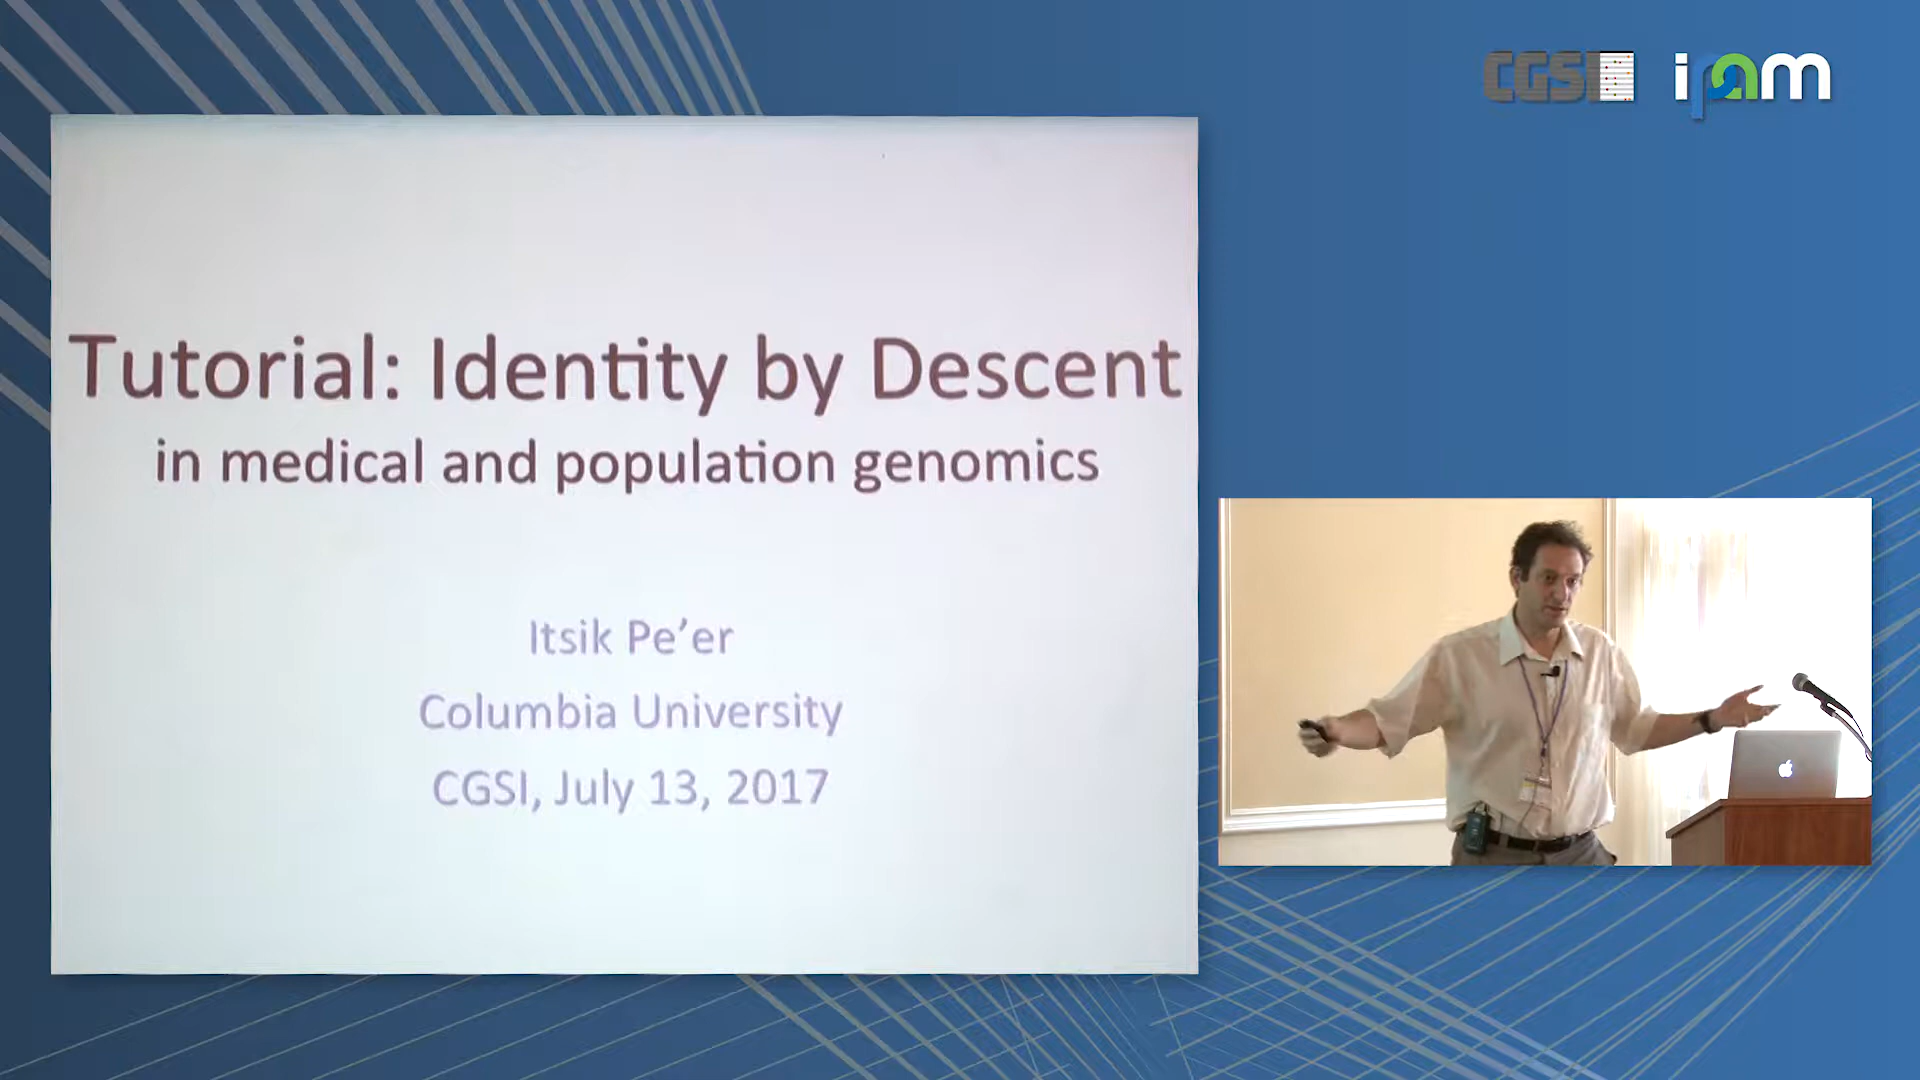 CGSI ipam
Tutorial: Identity by Descent
in medical and population genomics
Itsik Pe’er
Columbia University
CGSI, July 13, 2017